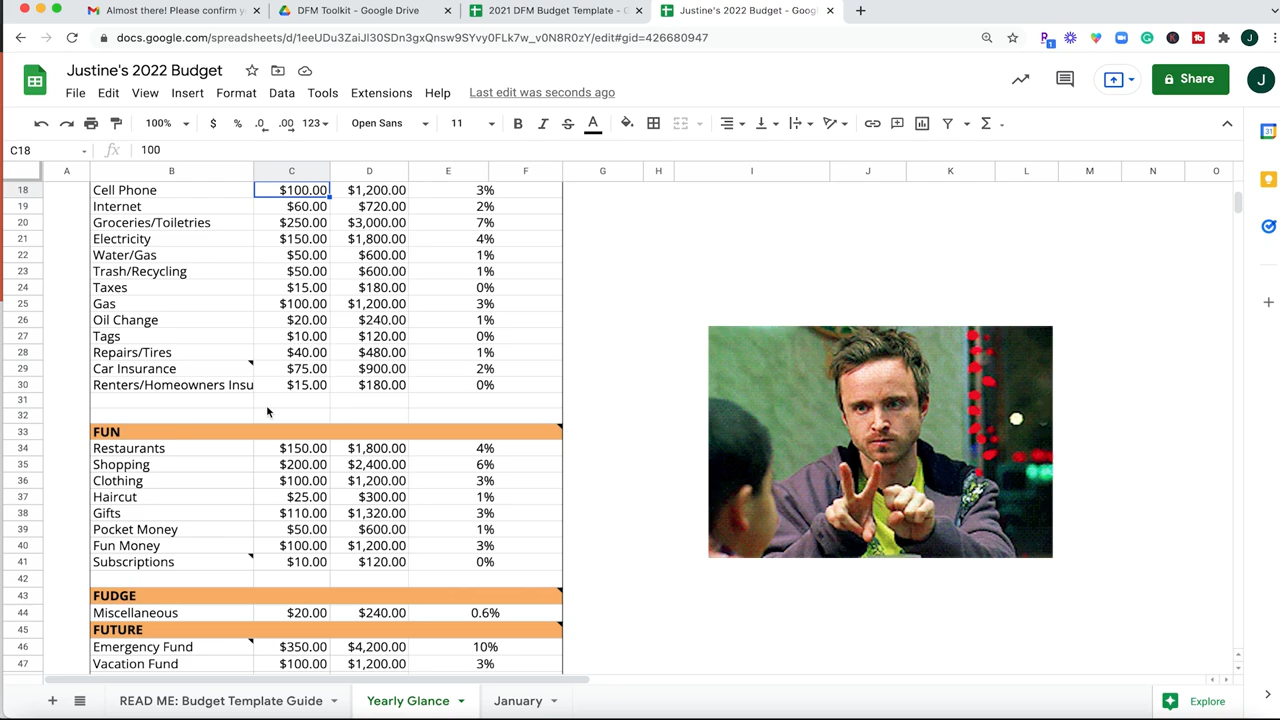 Almost there! Please confirm y
DFM Toolkit - Google Drive
2021 DFM Budget Template - G
Justine's 2022 Budget - Goog
docs.google.com/spreadsheets/d/1eeUDu3ZaiJl30SDn3gxQnsw9SYvy0FLk7w_v0N8R0zY/edit#gid=426680947
Justine's 2022 Budget
Share
J
File Edit View Insert Format Data Tools Extensions Help Last edit was seconds ago
100% $ % .0 .00 123 Open Sans 11 B I S A
C18 fx 100
A B C D E F G H I J K L M N O
18 Cell Phone $100.00 $1,200.00 3%
19 Internet $60.00 $720.00 2%
20 Groceries/Toiletries $250.00 $3,000.00 7%
21 Electricity $150.00 $1,800.00 4%
22 Water/Gas $50.00 $600.00 1%
23 Trash/Recycling $50.00 $600.00 1%
24 Taxes $15.00 $180.00 0%
25 Gas $100.00 $1,200.00 3%
26 Oil Change $20.00 $240.00 1%
27 Tags $10.00 $120.00 0%
28 Repairs/Tires $40.00 $480.00 1%
29 Car Insurance $75.00 $900.00 2%
30 Renters/Homeowners Insu $15.00 $180.00 0%
31
32
33 FUN
34 Restaurants $150.00 $1,800.00 4%
35 Shopping $200.00 $2,400.00 6%
36 Clothing $100.00 $1,200.00 3%
37 Haircut $25.00 $300.00 1%
38 Gifts $110.00 $1,320.00 3%
39 Pocket Money $50.00 $600.00 1%
40 Fun Money $100.00 $1,200.00 3%
41 Subscriptions $10.00 $120.00 0%
42
43 FUDGE
44 Miscellaneous $20.00 $240.00 0.6%
45 FUTURE
46 Emergency Fund $350.00 $4,200.00 10%
47 Vacation Fund $100.00 $1,200.00 3%
READ ME: Budget Template Guide Yearly Glance January Explore